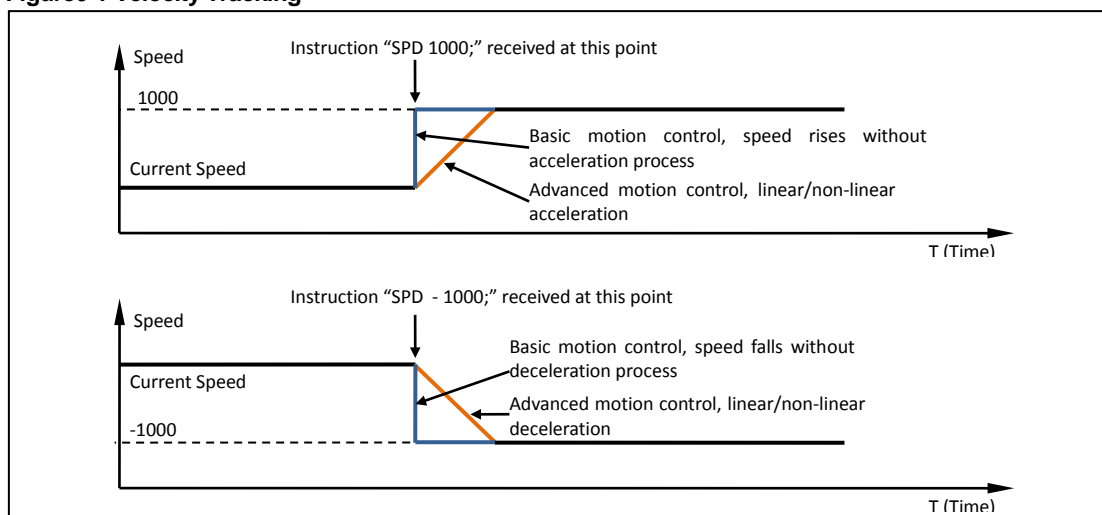 Instruction “SPD 1000;” received at this point
Speed
1000
Basic motion control, speed rises without
acceleration process
Current Speed
Advanced motion control, linear/non-linear
acceleration
T (Time)
Instruction “SPD - 1000;” received at this point
Speed
Basic motion control, speed falls without
deceleration process
Current Speed
Advanced motion control, linear/non-linear
deceleration
-1000
T (Time)